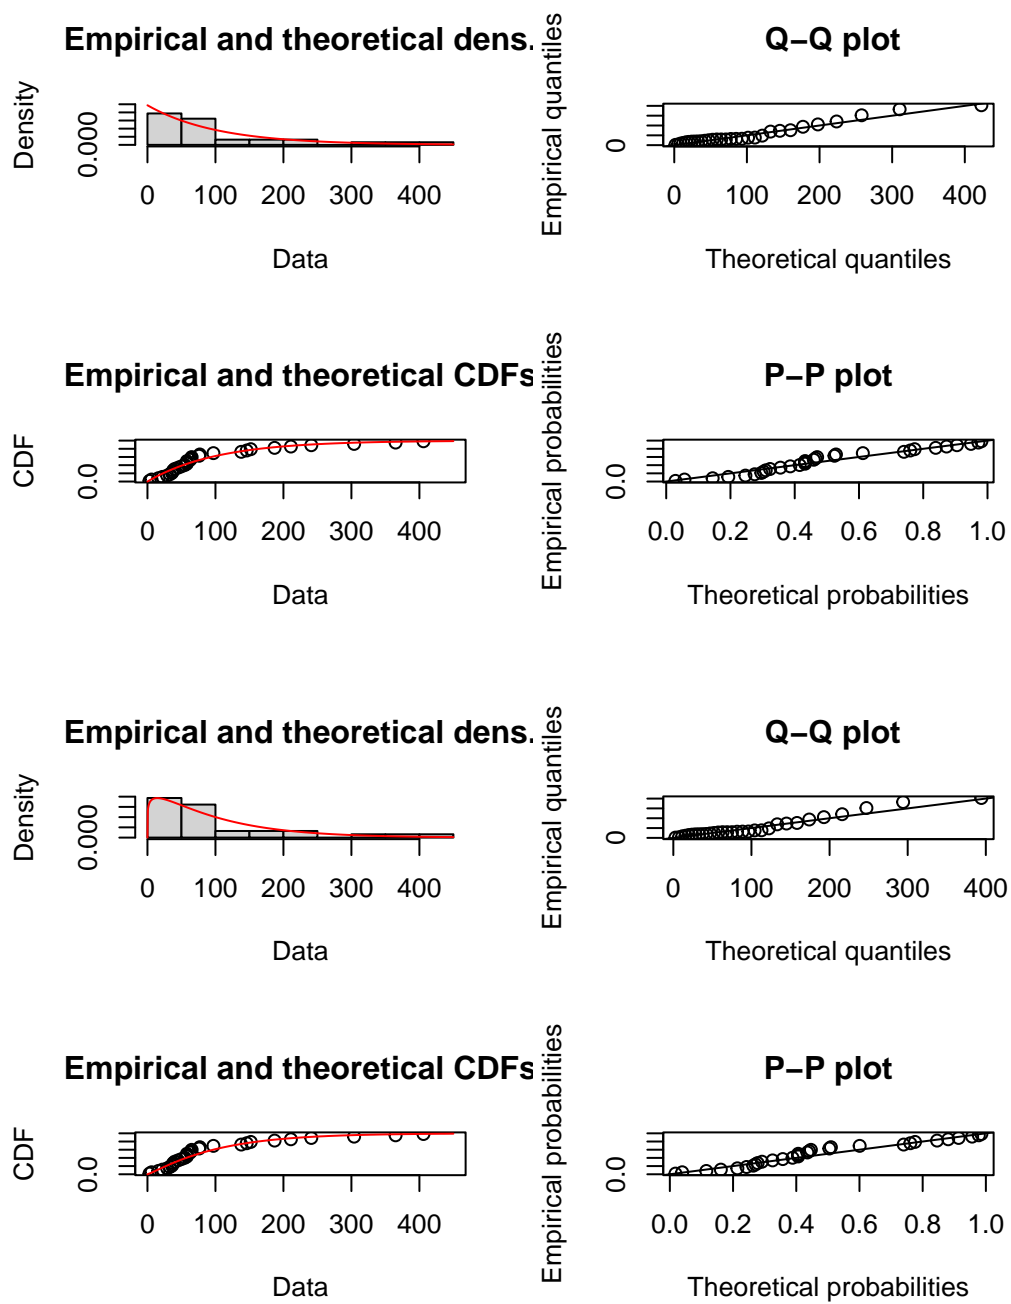 Empirical and theoretical dens.
Density
0.000
0 100 200 300 400
Data
Q−Q plot
Empirical quantiles
0
0 100 200 300 400
Theoretical quantiles
Empirical and theoretical CDFs
CDF
0.0
0 100 200 300 400
Data
P−P plot
Empirical probabilities
0.0
0.0 0.2 0.4 0.6 0.8 1.0
Theoretical probabilities
Empirical and theoretical dens.
Density
0.000
0 100 200 300 400
Data
Q−Q plot
Empirical quantiles
0
0 100 200 300 400
Theoretical quantiles
Empirical and theoretical CDFs
CDF
0.0
0 100 200 300 400
Data
P−P plot
Empirical probabilities
0.0
0.0 0.2 0.4 0.6 0.8 1.0
Theoretical probabilities